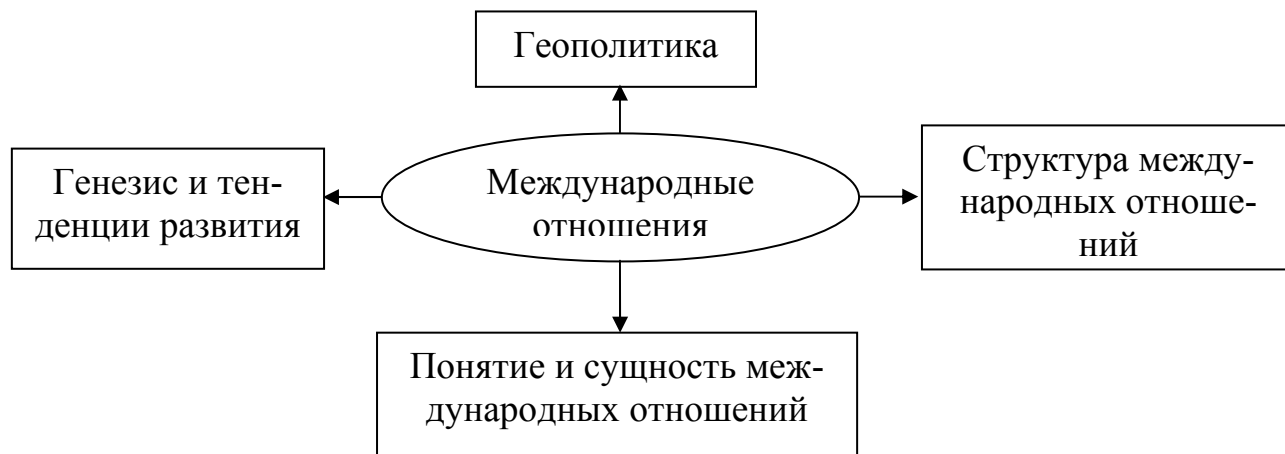 Геополитика
Генезис и тен-
денции развития
Международные
отношения
Структура между-
народных отноше-
ний
Понятие и сущность меж-
дународных отношений